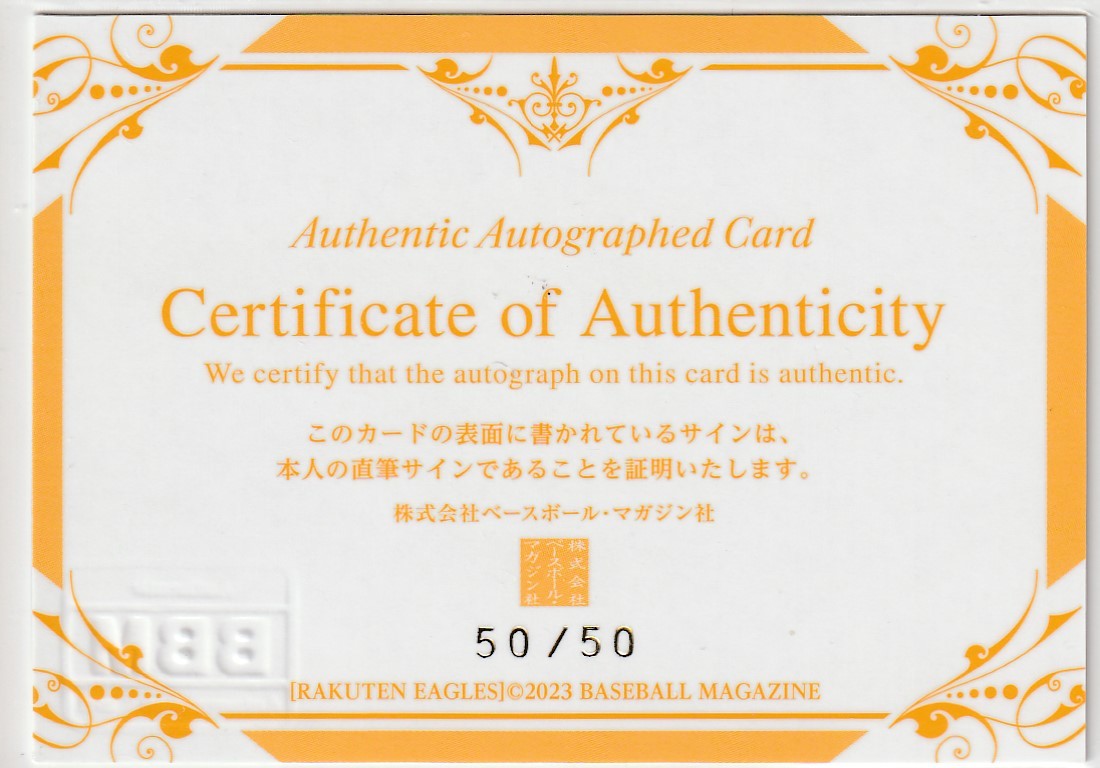 Authentic Autographed Card
Certificate of Authenticity
We certify that the autograph on this card is authentic.
このカードの表面に書かれているサインは、
本人の直筆サインであることを証明いたします。
株式会社ベースボール・マガジン社
株式会社
ベースボール・
マガジン社
50/50
BBM
[RAKUTEN EAGLES]©2023 BASEBALL MAGAZINE